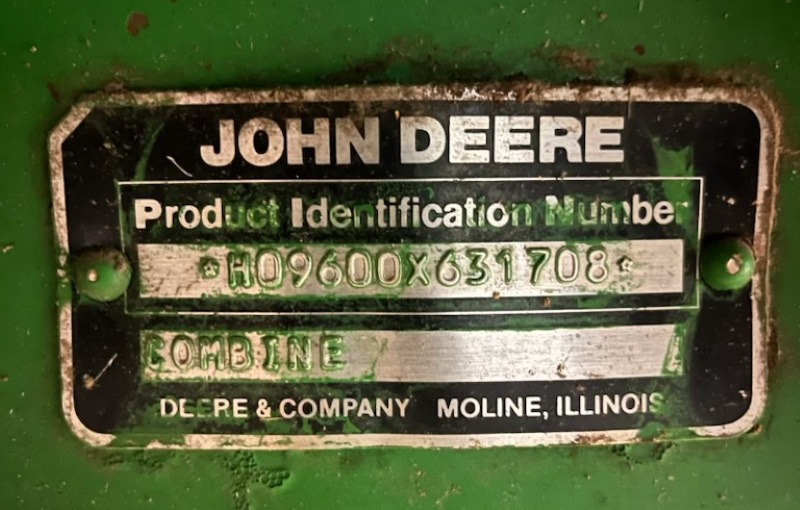 JOHN DEERE
Product Identification Number
*H09600X631708*
COMBINE
DEERE & COMPANY MOLINE, ILLINOIS